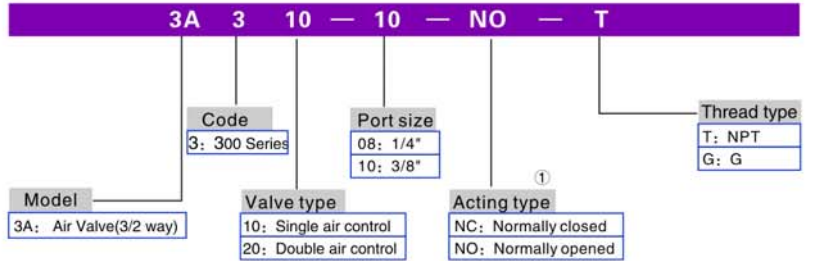 3A 3 10 — 10 — NO — T
Code
3: 300 Series
Port size
08: 1/4"
10: 3/8"
Thread type
T: NPT
G: G
Model
3A: Air Valve(3/2 way)
Valve type
10: Single air control
20: Double air control
①
Acting type
NC: Normally closed
NO: Normally opened